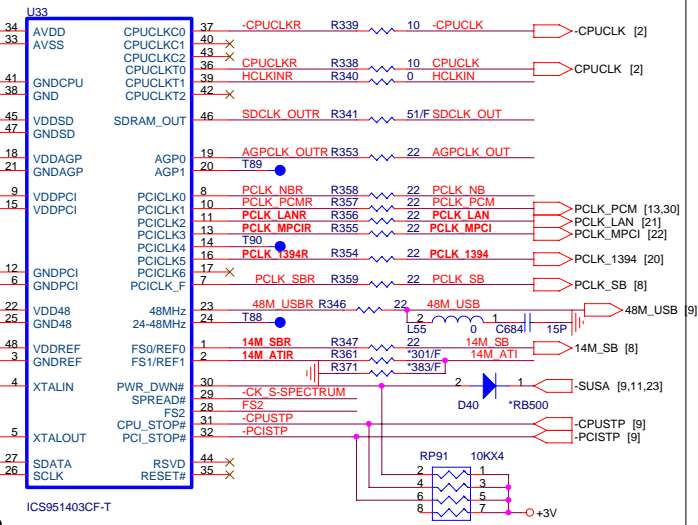 U33
34 AVDD CPUCLKC0 37 -CPUCLKR R339 10 -CPUCLK -CPUCLK [2]
33 AVSS CPUCLKC1 40
CPUCLKC2 43
CPUCLKT0 36 CPUCLKR R338 10 CPUCLK CPUCLK [2]
41 GNDCPU CPUCLKT1 39 HCLKINR R340 0 HCLKIN
38 GND CPUCLKT2 42
45 VDDSD SDRAM_OUT 46 SDCLK_OUTR R341 51/F SDCLK_OUT
47 GNDSD
18 VDDAGP AGP0 19 AGPCLK_OUTR R353 22 AGPCLK_OUT
21 GNDAGP AGP1 20 T89
9 VDDPCI PCICLK0 8 PCLK_NBR R358 22 PCLK_NB
15 VDDPCI PCICLK1 10 PCLK_PCMR R357 22 PCLK_PCM PCLK_PCM [13,30]
PCICLK2 11 PCLK_LANR R356 22 PCLK_LAN PCLK_LAN [21]
PCICLK3 13 PCLK_MPCIR R355 22 PCLK_MPCI PCLK_MPCI [22]
PCICLK4 14 T90
PCICLK5 16 PCLK_1394R R354 22 PCLK_1394 PCLK_1394 [20]
12 GNDPCI PCICLK6 17
6 GNDPCI PCICLK_F 7 PCLK_SBR R359 22 PCLK_SB PCLK_SB [8]
22 VDD48 48MHz 23 48M_USBR R346 22 48M_USB 48M_USB [9]
25 GND48 24-48MHz 24 T88 L55 2 0 1 C684 15P
48 VDDREF FS0/REF0 1 14M_SBR R347 22 14M_SB 14M_SB [8]
3 GNDREF FS1/REF1 2 14M_ATIR R361 *301/F 14M_ATI
R371 *383/F
4 XTALIN PWR_DWN# 30 2 1 -SUSA [9,11,23]
SPREAD# 29 -CK_S-SPECTRUM D40 *RB500
FS2 28 FS2
CPU_STOP# 31 -CPUSTP -CPUSTP [9]
5 XTALOUT PCI_STOP# 32 -PCISTP -PCISTP [9]
27 SDATA RSVD 44 RP91 10KX4
26 SCLK RESET# 35
2 1
4 3
6 5
8 7 +3V
ICS951403CF-T